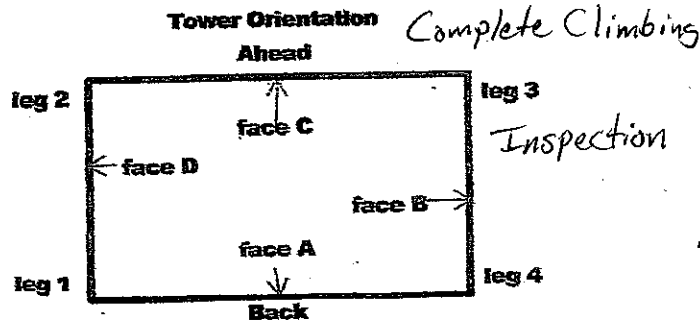 Tower Orientation
Complete Climbing
Ahead
leg 2
leg 3
face C
Inspection
face D
face B
face A
leg 1
leg 4
Back